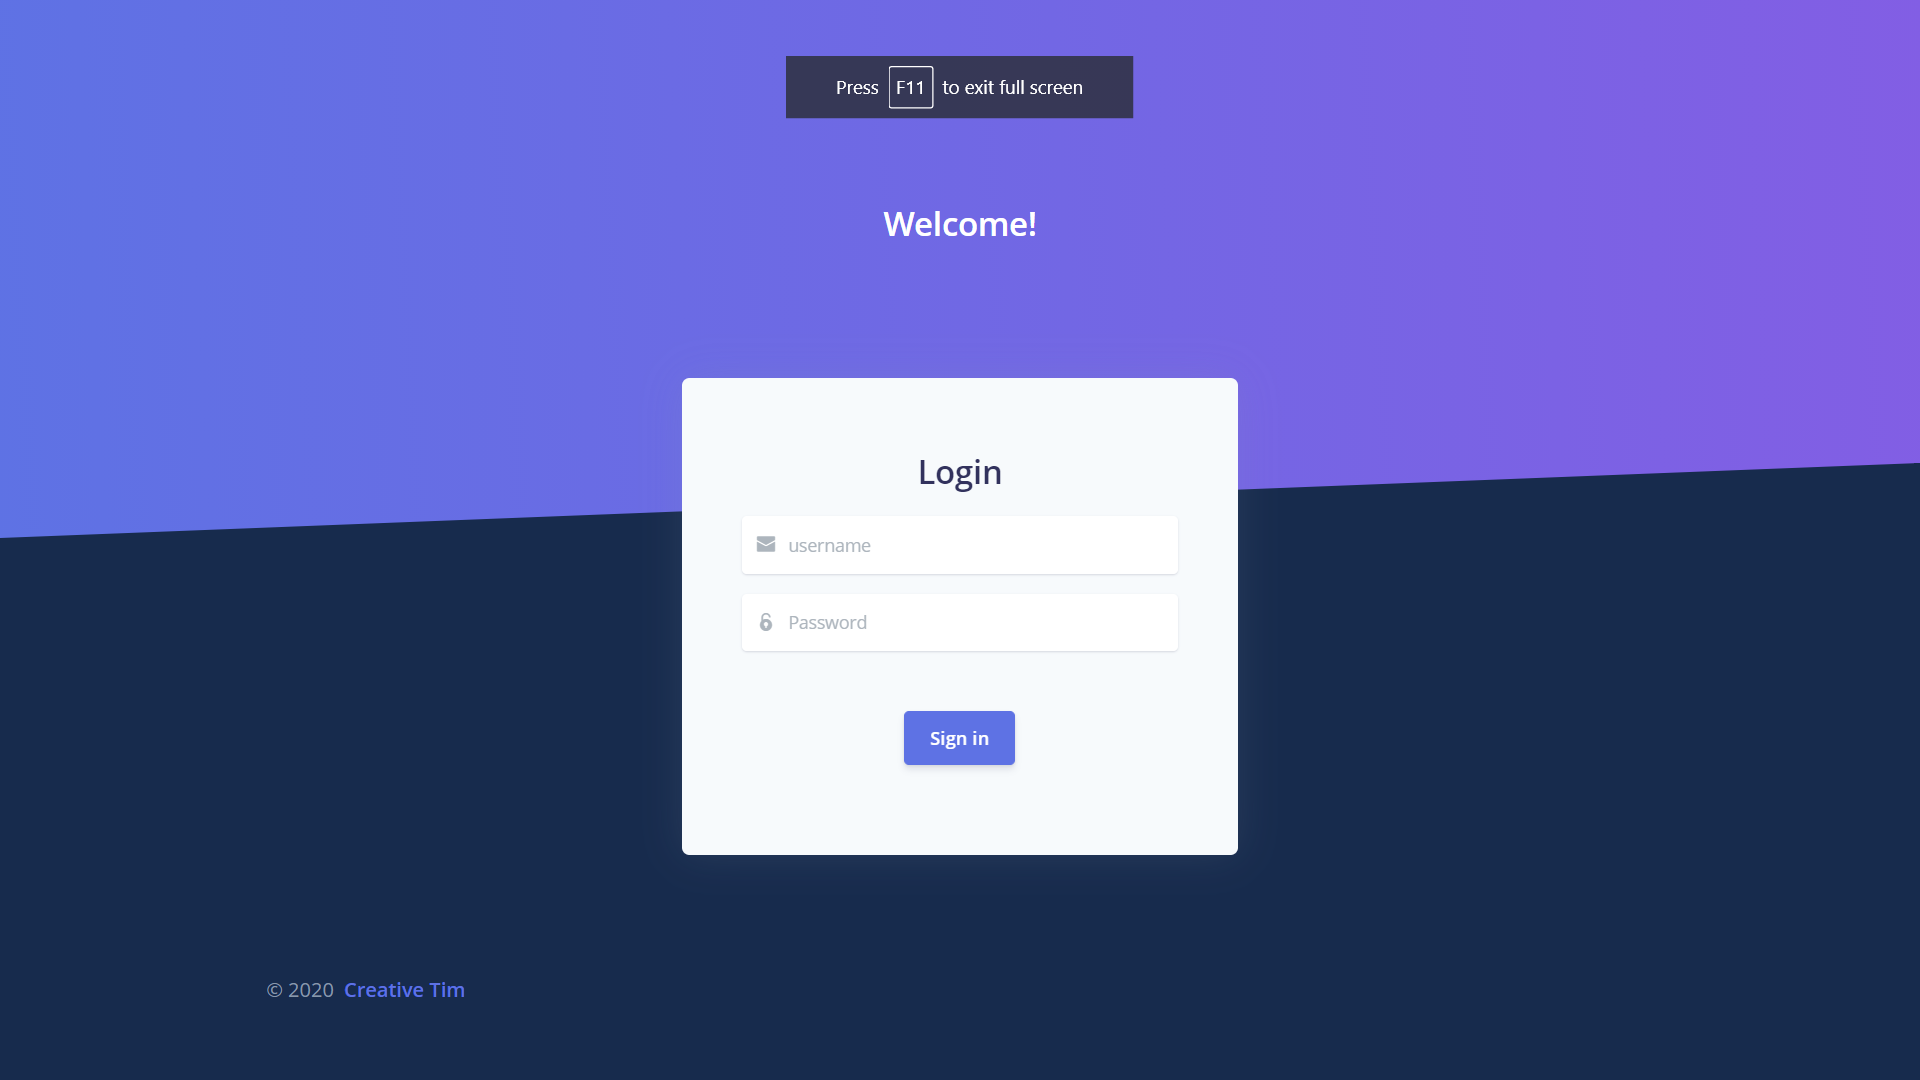 Press F11 to exit full screen
Welcome!
Login
username
Password
Sign in
© 2020 Creative Tim